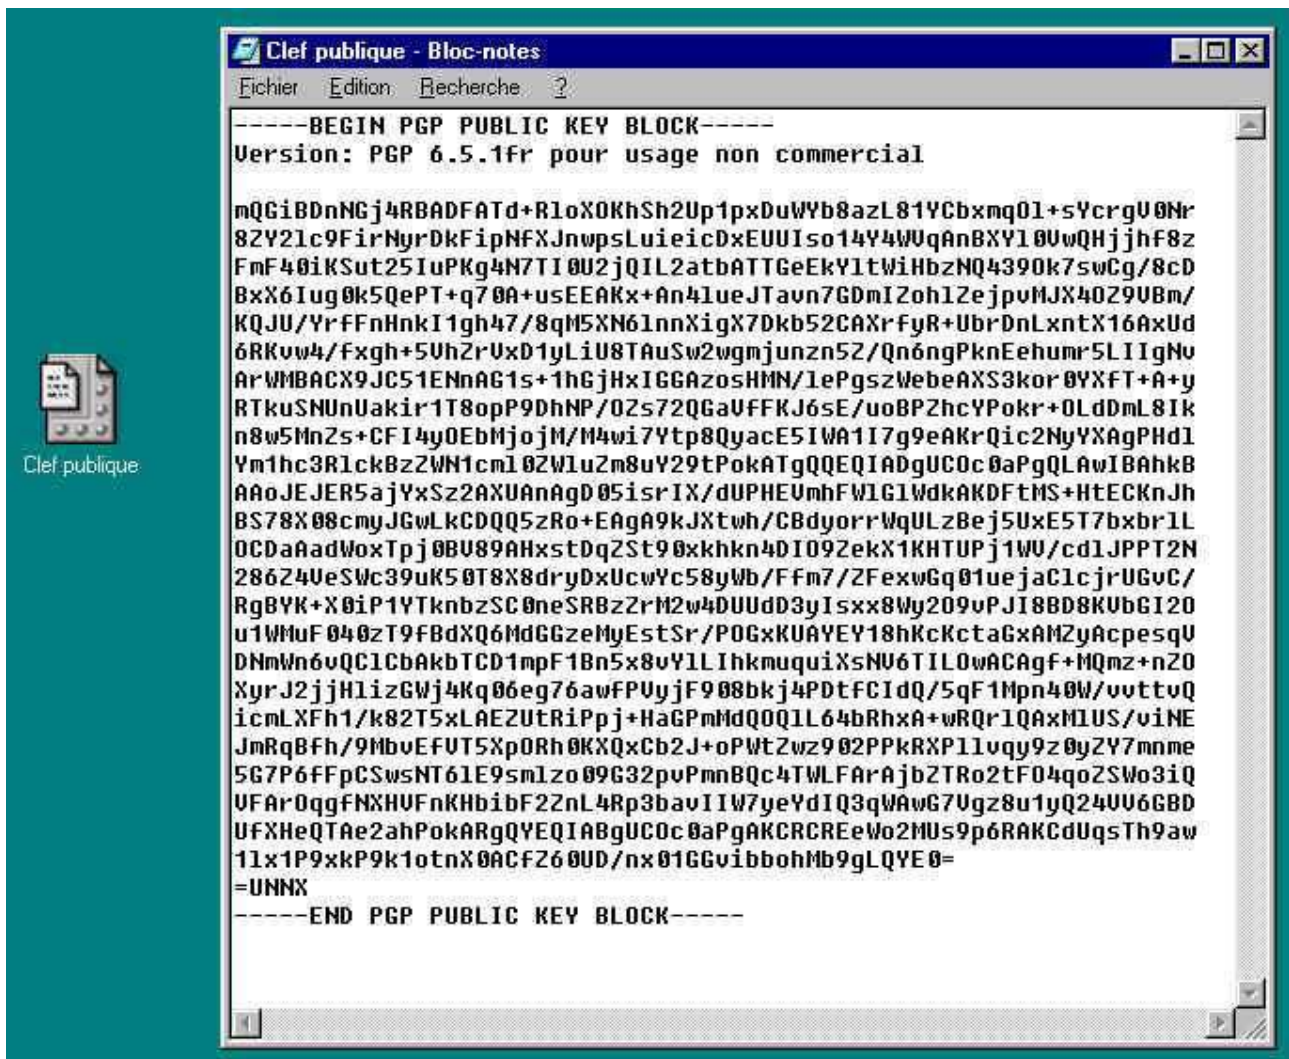 Clef publique - Bloc-notes
Fichier Edition Recherche ?
-----BEGIN PGP PUBLIC KEY BLOCK-----
Version: PGP 6.5.1fr pour usage non commercial
mQGiBDnNGj4RBADFATd+RloXOKhSh2Up1pxDuWYb8azL81YCbxmqOl+sYcrgV0Nr
8ZY2lc9FirNyrDkFipNfXJnwpsLuieicDxEUUIso14Y4WVqAnBXYl0VwQHjjhf8z
FmF40iKSut25IuPKg4N7TI0U2jQIL2atbATTGeEkYltWiHbzNQ439Ok7swCg/8cD
BxX6Iug0k5QePT+q70A+usEEAKx+An4lueJTavn7GDmIZohlZejpvMJX4OZ9VBm/
KQJU/YrfFnHnkI1gh47/8qM5XN6lnnXigX7Dkb52CAXrfyR+UbrDnLxntX16AxUd
6RKvw4/fxgh+5VhZrVxD1yLiU8TAuSw2wgmjunzn5Z/Qn6ngPknEehumr5LIIgNv
ArWMBACX9JC51ENnAG1s+1hGjHxIGGAzosHMN/lePgszWebeAXS3kor0YXfT+A+y
RTkuSNUnUakir1T8opP9DhNP/OZs72QGaVfFKJ6sE/uoBPZhcYPokr+OLdDmL8Ik
n8w5MnZs+CFI4yOEbMjojM/M4wi7Ytp8QyacE5IWA1I7g9eAKrQic2NyYXAgPHdl
Ym1hc3RlckBzZWN1cml0ZWluZm8uY29tPokATgQQEQIADgUCOc0aPgQLAwIBAhkB
AAoJEJER5ajYxSz2AXUAnAgD05isrIX/dUPHEVmhFWlGlWdkAKDFtMS+HtECKnJh
BS78X08cmyJGwLkCDQQ5zRo+EAgA9kJXtwh/CBdyorrWqULzBej5UxE5T7bxbrlL
OCDaAadWoxTpj0BV89AHxstDqZSt90xkhkn4DIO9ZekX1KHTUPj1WV/cdlJPPT2N
286Z4VeSWc39uK50T8X8dryDxUcwYc58yWb/Ffm7/ZFexwGq01uejaClcjrUGvC/
RgBYK+X0iP1YTknbzSC0neSRBzZrM2w4DUUdD3yIsxx8Wy2O9vPJI8BD8KVbGI2O
u1WMuF040zT9fBdXQ6MdGGzeMyEstSr/POGxKUAYEY18hKcKctaGxAMZyAcpesqV
DNmWn6vQClCbAkbTCD1mpF1Bn5x8vYlLIhkmuquiXsNV6TILOwACAgf+MQmz+nZO
XyrJ2jjHlizGWj4Kq06eg76awfPVyjF908bkj4PDtfCIdQ/5qF1Mpn40W/vvttvQ
icmLXFh1/k82T5xLAEZUtRiPpj+HaGPmMdQOQlL64bRhxA+wRQrlQAxMlUS/viNE
JmRqBfh/9MbvEfVT5XpORh0KXQxCb2J+oPWtZwz902PPkRXPllvqy9z0yZY7mnme
5G7P6fFpCSwsNT61E9smlzo09G32pvPmnBQc4TWLFArAjbZTRo2tFO4qoZSWo3iQ
VFArOqgfNXHVFnKHbibF2ZnL4Rp3bavIIW7yeYdIQ3qWAwG7Vgz8u1yQ24VV6GBD
UfXHeQTAe2ahPokARgQYEQIABgUCOc0aPgAKCRCREeWo2MUs9p6RAKCdUqsTh9aw
1lx1P9xkP9k1otnX0ACfZ60UD/nx01GGvibbohMb9gLQYE0=
=UNNX
-----END PGP PUBLIC KEY BLOCK-----
Clef publique